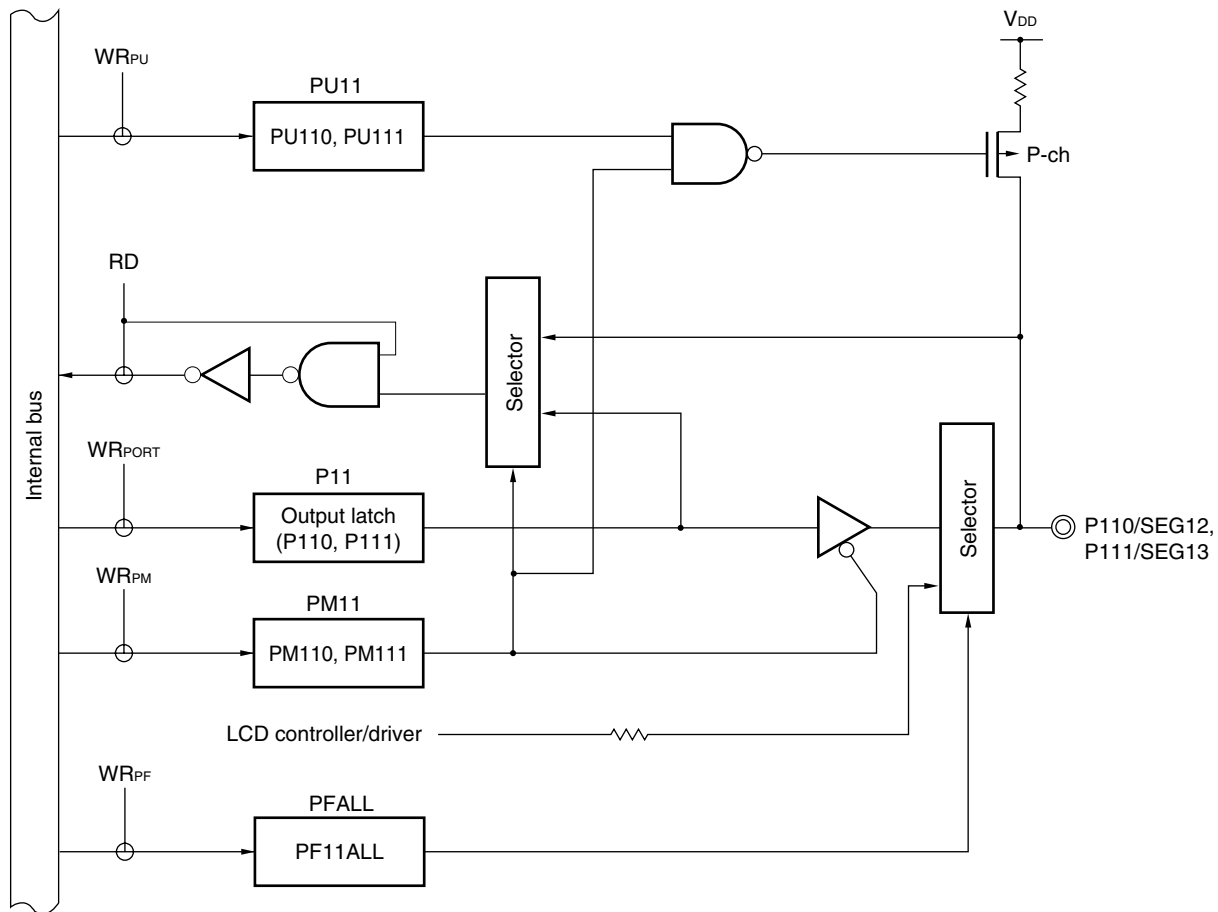 VDD
WRPU
PU11
PU110, PU111
P-ch
RD
Selector
Internal bus
WRPORT
P11
Output latch
(P110, P111)
Selector
P110/SEG12,
P111/SEG13
WRPM
PM11
PM110, PM111
LCD controller/driver
WRPF
PFALL
PF11ALL